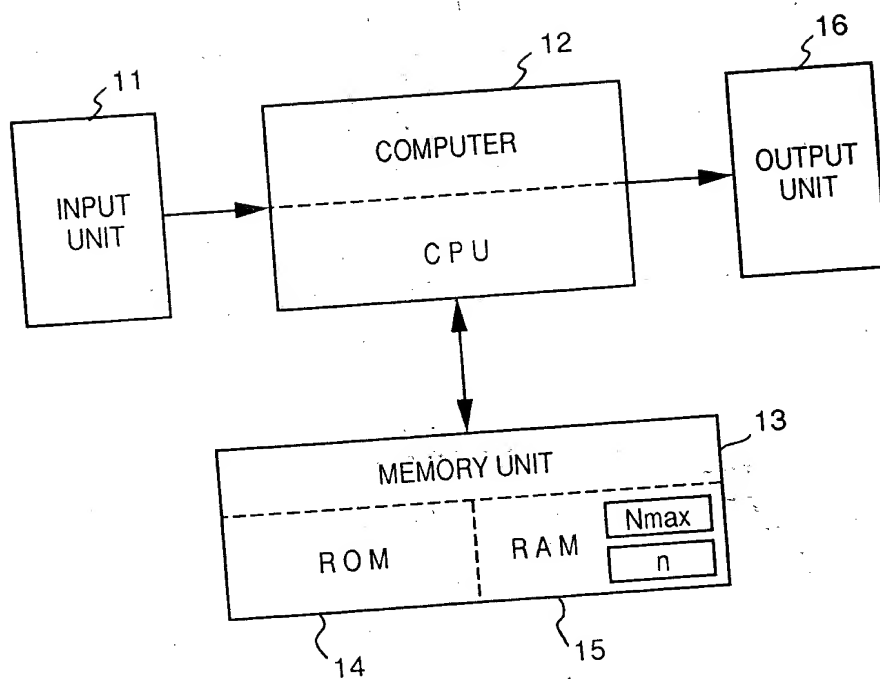 11
12
16
INPUT
UNIT
COMPUTER
CPU
OUTPUT
UNIT
13
MEMORY UNIT
ROM
RAM
Nmax
n
14
15